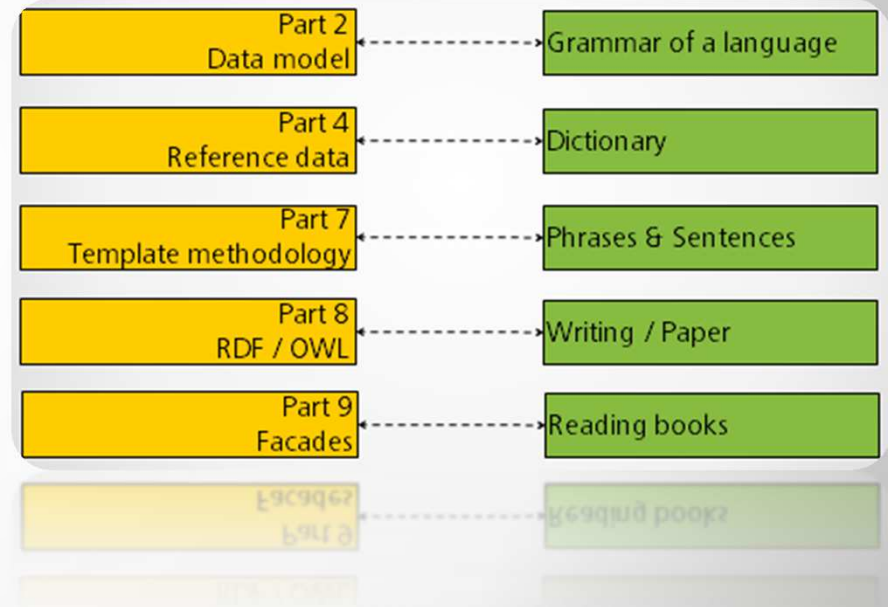 Part 2
Data model
Grammar of a language
Part 4
Reference data
Dictionary
Part 7
Template methodology
Phrases & Sentences
Part 8
RDF / OWL
Writing / Paper
Part 9
Facades
Reading books